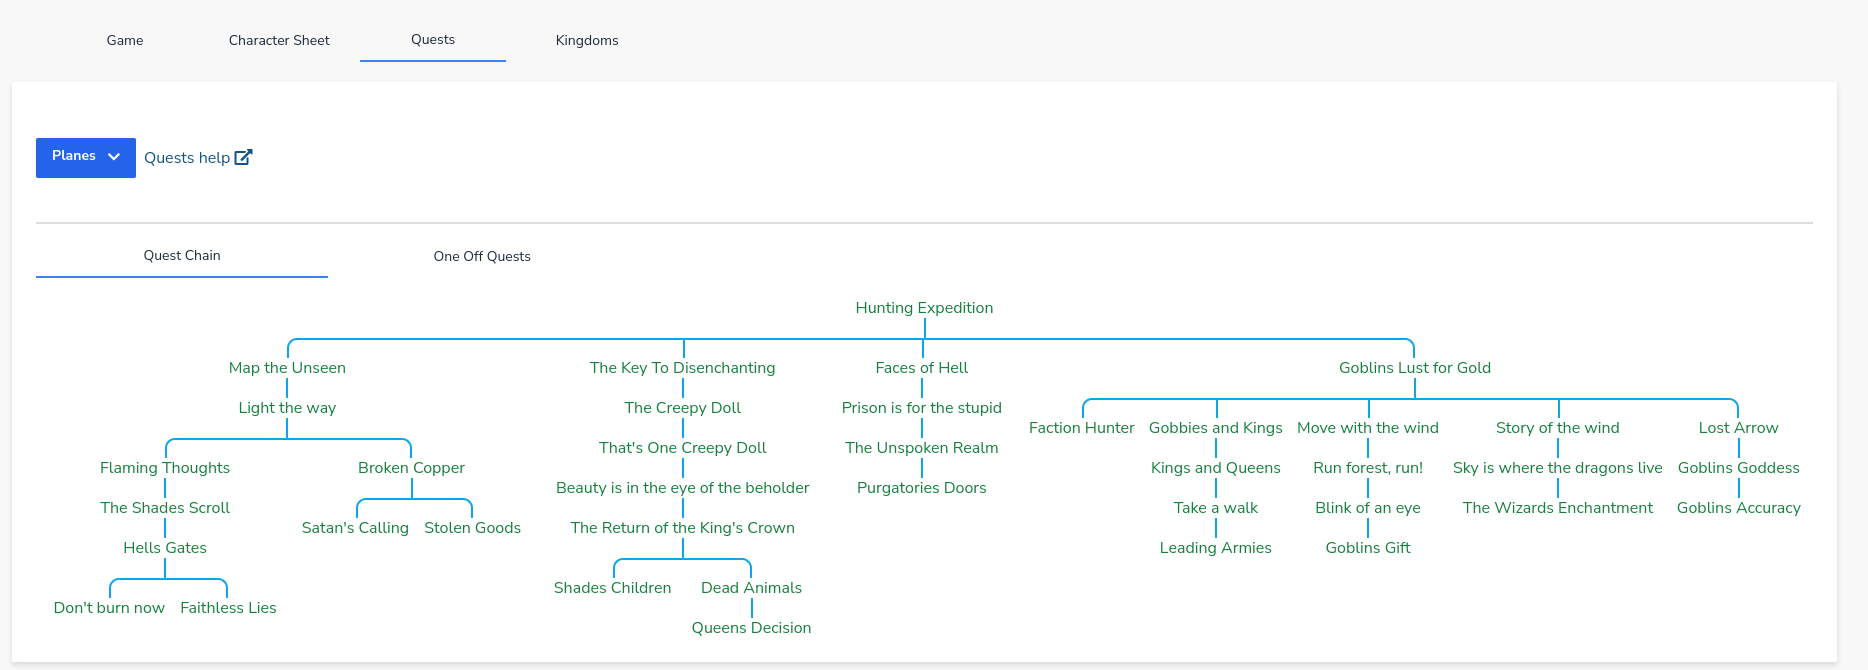 Game
Character Sheet
Quests
Kingdoms
Planes
Quests help
Quest Chain
One Off Quests
Hunting Expedition
Map the Unseen
The Key To Disenchanting
Faces of Hell
Goblins Lust for Gold
Light the way
The Creepy Doll
Prison is for the stupid
Faction Hunter
Gobbies and Kings
Move with the wind
Story of the wind
Lost Arrow
That's One Creepy Doll
The Unspoken Realm
Flaming Thoughts
Broken Copper
Kings and Queens
Run forest, run!
Sky is where the dragons live
Goblins Goddess
Beauty is in the eye of the beholder
Purgatories Doors
The Shades Scroll
Take a walk
Blink of an eye
The Wizards Enchantment
Goblins Accuracy
Satan's Calling
Stolen Goods
The Return of the King's Crown
Hells Gates
Leading Armies
Goblins Gift
Shades Children
Dead Animals
Don't burn now
Faithless Lies
Queens Decision